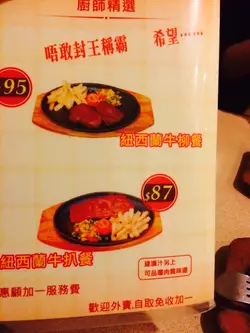 廚師精選
唔敢封王稱霸 希望……
95
紐西蘭牛柳餐
$87
紐西蘭牛扒餐
建議汁另上
可品嚐肉質味道
惠顧加一服務費
歡迎外賣,自取免收加一